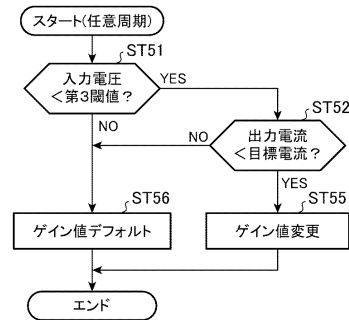 スタート(任意周期)
ST51
入力電圧
<第3閾値?
YES
ST52
NO
NO
出力電流
<目標電流?
YES
ST56
ST55
ゲイン値デフォルト
ゲイン値変更
エンド